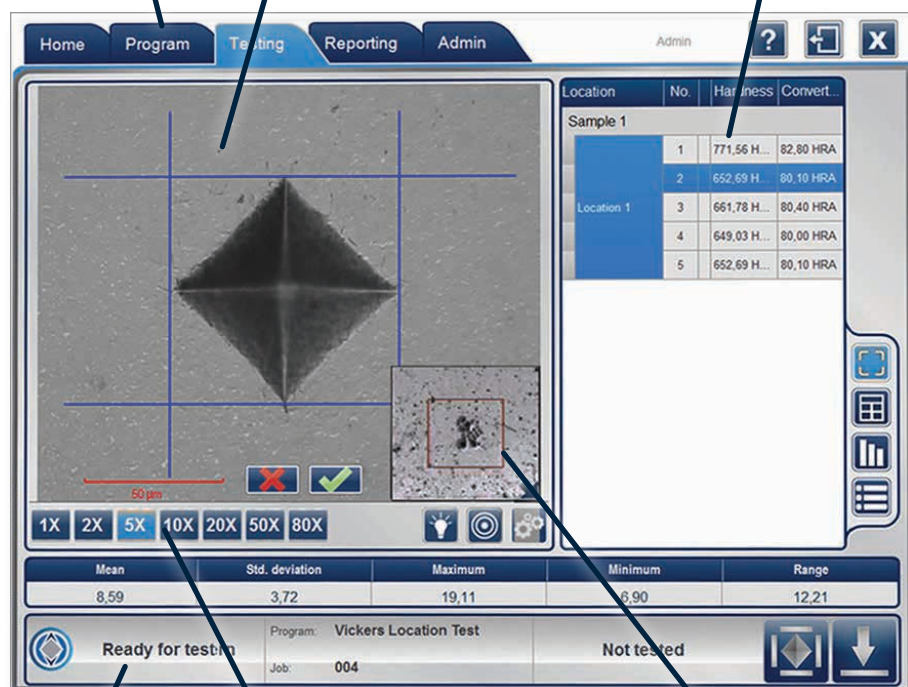 Home Program Testing Reporting Admin Admin ? X
Location No. Hardness Convert...
Sample 1
1 771,56 H... 82,80 HRA
2 652,69 H... 80,10 HRA
Location 1 3 661,78 H... 80,40 HRA
4 649,03 H... 80,00 HRA
5 652,69 H... 80,10 HRA
50 µm
1X 2X 5X 10X 20X 50X 80X
Mean Std. deviation Maximum Minimum Range
8,59 3,72 19,11 6,90 12,21
Ready for testin Program: Vickers Location Test Not tested
Job: 004